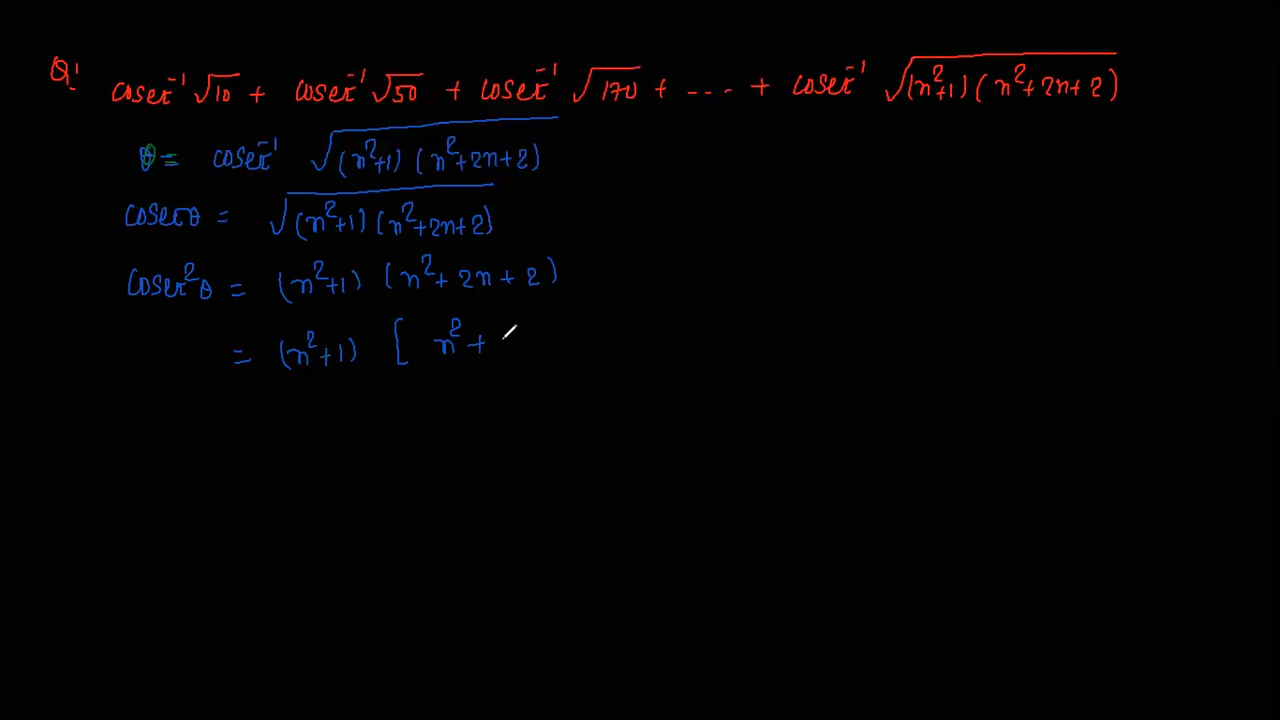 Q! cosec⁻¹ √10 + cosec⁻¹ √50 + cosec⁻¹ √170 + .... + cosec⁻¹ √(n²+1)(n²+2n+2)
θ = cosec⁻¹ √(n²+1)(n²+2n+2)
cosecθ = √(n²+1)(n²+2n+2)
cosec²θ = (n²+1)(n²+2n+2)
= (n²+1) [ n²+